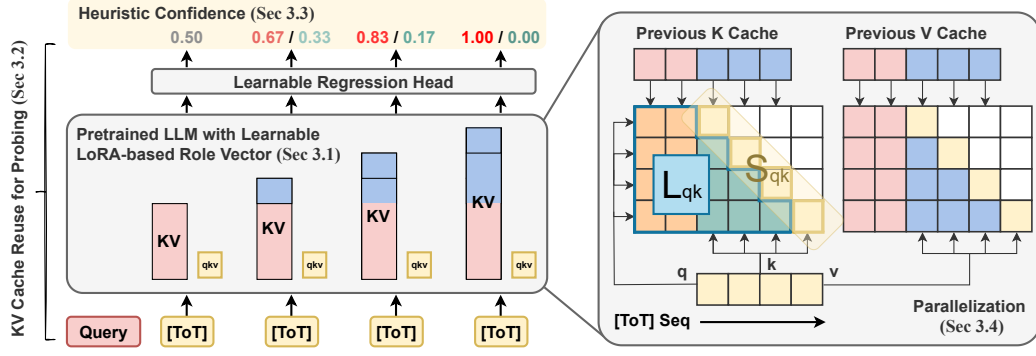 KV Cache Reuse for Probing (Sec 3.2)
Heuristic Confidence (Sec 3.3)
0.50 0.67 / 0.33 0.83 / 0.17 1.00 / 0.00
Learnable Regression Head
Pretrained LLM with Learnable
LoRA-based Role Vector (Sec 3.1)
KV KV KV KV
qkv qkv qkv qkv
Query [ToT] [ToT] [ToT] [ToT]
Previous K Cache Previous V Cache
Lqk Sqk
q k v
[ToT] Seq
Parallelization
(Sec 3.4)